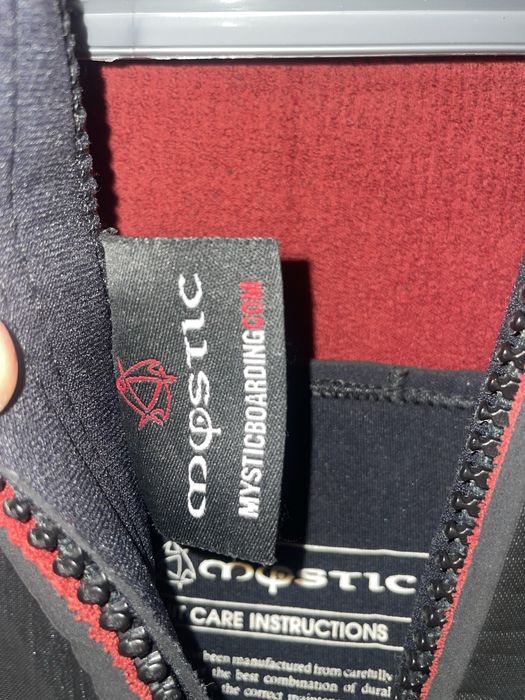 mystic
MYSTICBOARDING.COM
mystic
CARE INSTRUCTIONS
been manufactured from carefully
the best combination of dural
the correct